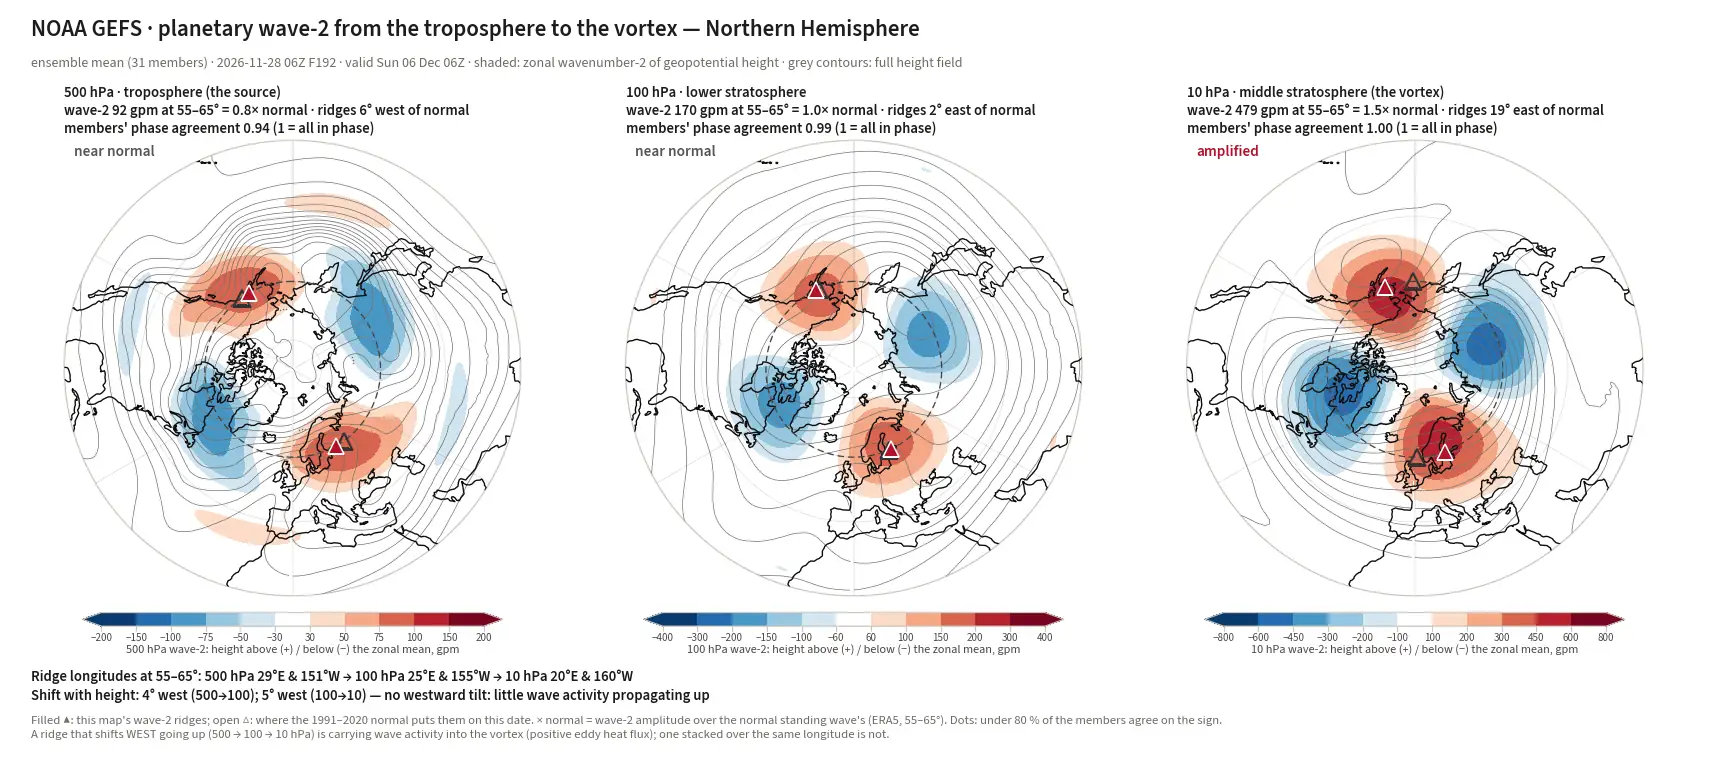 NOAA GEFS · planetary wave-2 from the troposphere to the vortex — Northern Hemisphere
ensemble mean (31 members) · 2026-11-28 06Z F192 · valid Sun 06 Dec 06Z · shaded: zonal wavenumber-2 of geopotential height · grey contours: full height field
500 hPa · troposphere (the source)
wave-2 92 gpm at 55–65° = 0.8× normal · ridges 6° west of normal
members' phase agreement 0.94 (1 = all in phase)
near normal
100 hPa · lower stratosphere
wave-2 170 gpm at 55–65° = 1.0× normal · ridges 2° east of normal
members' phase agreement 0.99 (1 = all in phase)
near normal
10 hPa · middle stratosphere (the vortex)
wave-2 479 gpm at 55–65° = 1.5× normal · ridges 19° east of normal
members' phase agreement 1.00 (1 = all in phase)
amplified
−200 −150 −100 −75 −50 −30 30 50 75 100 150 200
500 hPa wave-2: height above (+) / below (−) the zonal mean, gpm
−400 −300 −200 −150 −100 −60 60 100 150 200 300 400
100 hPa wave-2: height above (+) / below (−) the zonal mean, gpm
−800 −600 −450 −300 −200 −100 100 200 300 450 600 800
10 hPa wave-2: height above (+) / below (−) the zonal mean, gpm
Ridge longitudes at 55–65°: 500 hPa 29°E & 151°W → 100 hPa 25°E & 155°W → 10 hPa 20°E & 160°W
Shift with height: 4° west (500→100); 5° west (100→10) — no westward tilt: little wave activity propagating up
Filled ▲: this map's wave-2 ridges; open △: where the 1991–2020 normal puts them on this date. × normal = wave-2 amplitude over the normal standing wave's (ERA5, 55–65°). Dots: under 80 % of the members agree on the sign.
A ridge that shifts WEST going up (500 → 100 → 10 hPa) is carrying wave activity into the vortex (positive eddy heat flux); one stacked over the same longitude is not.